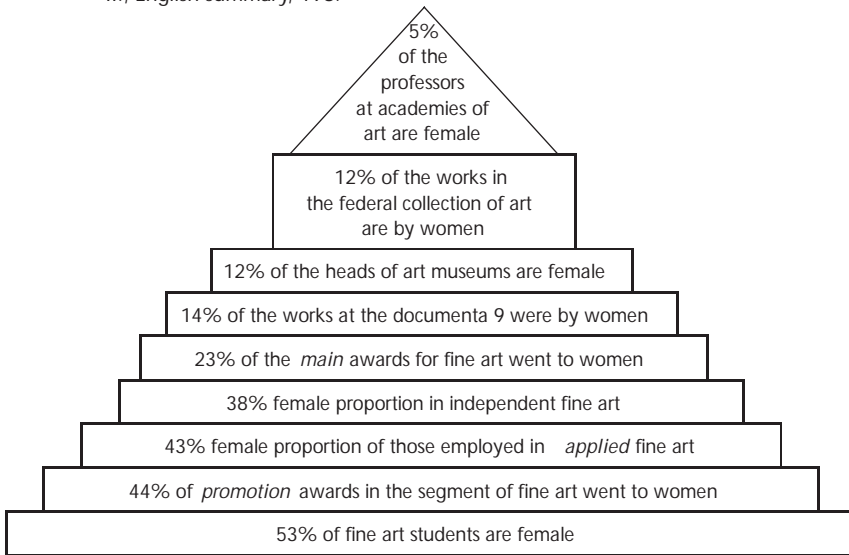 English summary,
5%
of the
professors
at academies of
art are female
12% of the works in
the federal collection of art
are by women
12% of the heads of art museums are female
14% of the works at the documenta 9 were by women
23% of the main awards for fine art went to women
38% female proportion in independent fine art
43% female proportion of those employed in applied fine art
44% of promotion awards in the segment of fine art went to women
53% of fine art students are female